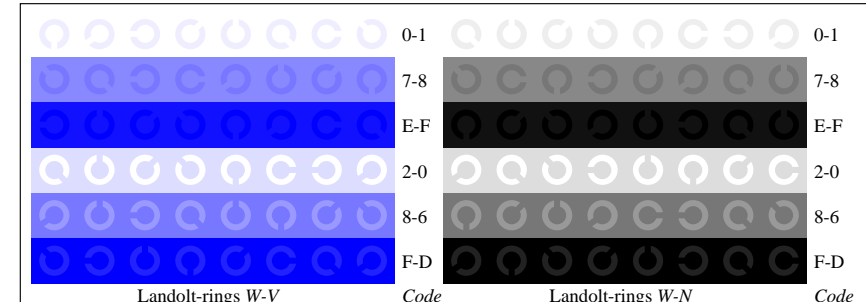 0-1 0-1
7-8 7-8
E-F E-F
2-0 2-0
8-6 8-6
F-D F-D
Landolt-rings W-V Code Landolt-rings W-N Code